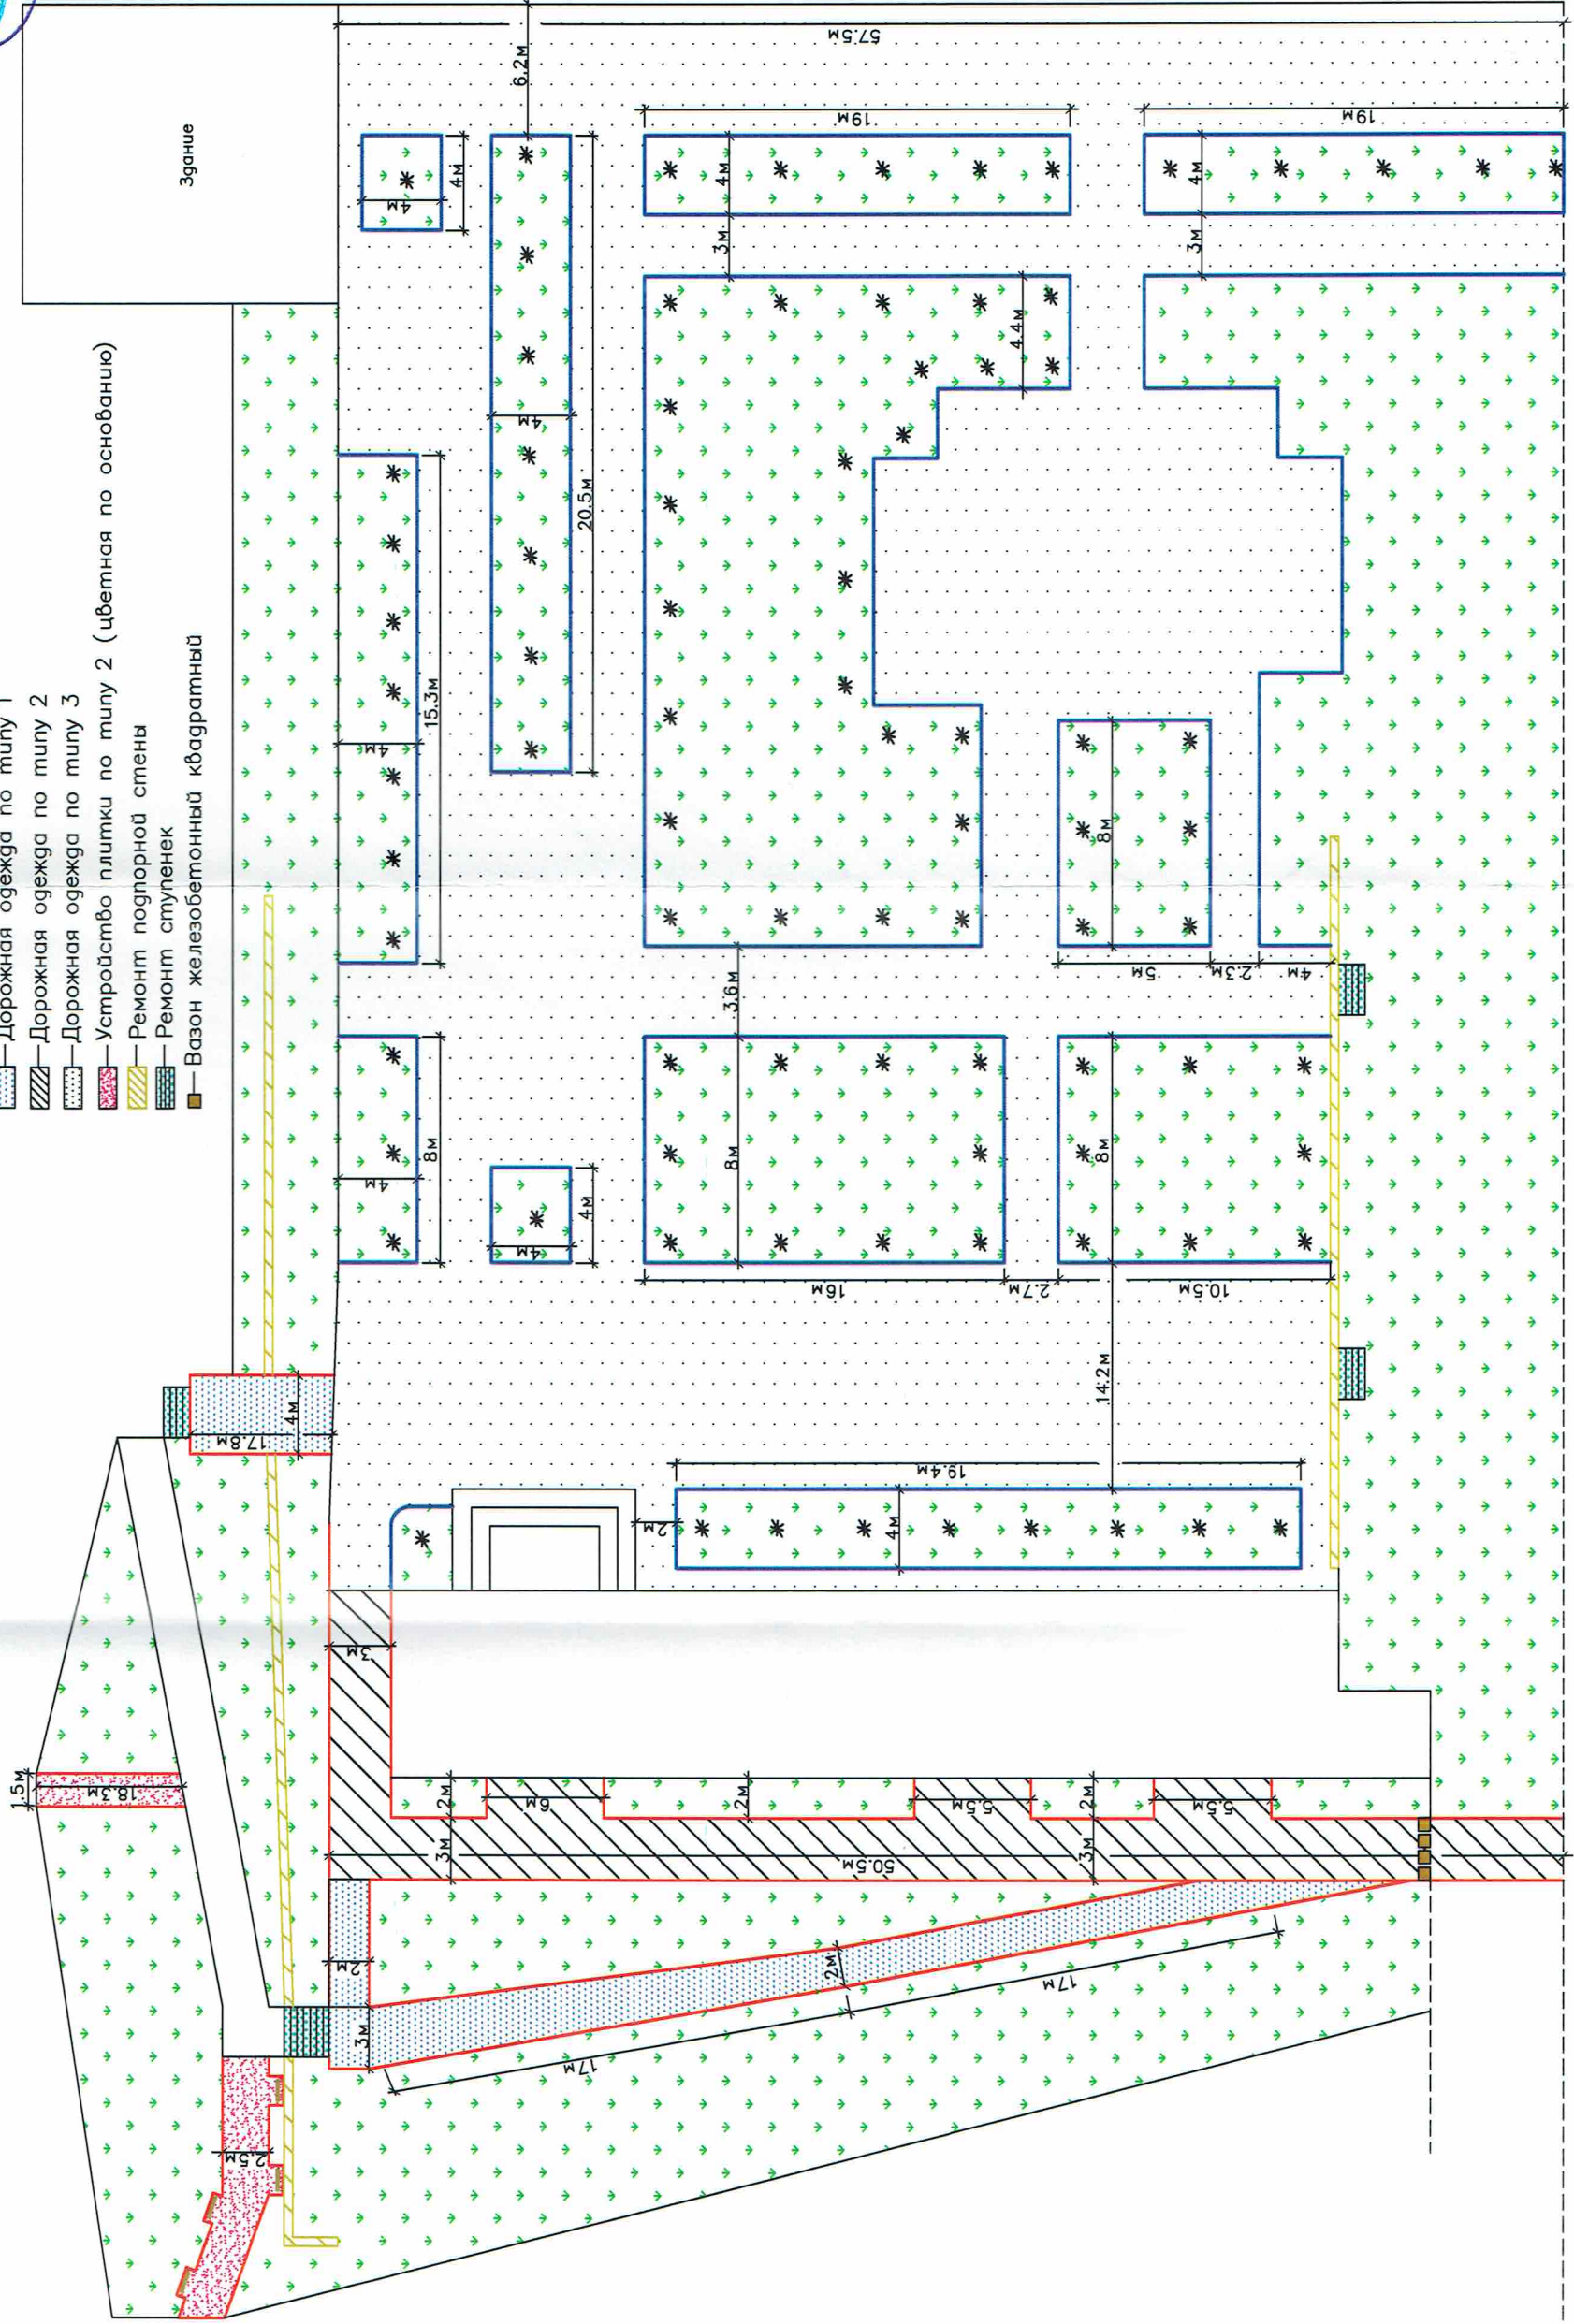 Дорожная одежда по типу 1
Дорожная одежда по типу 2
Дорожная одежда по типу 3
Устройство плитки по типу 2 (цветная по основанию)
Ремонт подпорной стены
Ремонт ступенек
Вазон железобетонный квадратный
Здание
57.5м
6.2м
4м
4м
19м
4м
3м
19м
4м
3м
4.4м
4м
20.5м
4м
15.3м
8м
5м
2.3м
4м
3.6м
8м
4м
4м
4м
8м
8м
16м
2.7м
10.5м
14.2м
4м
17.8м
19.4м
4м
2м
3м
1.5м
18.3м
2м
6м
2м
5.5м
2м
5.5м
3м
50.5м
3м
2м
3м
2м
17м
17м
2.5м